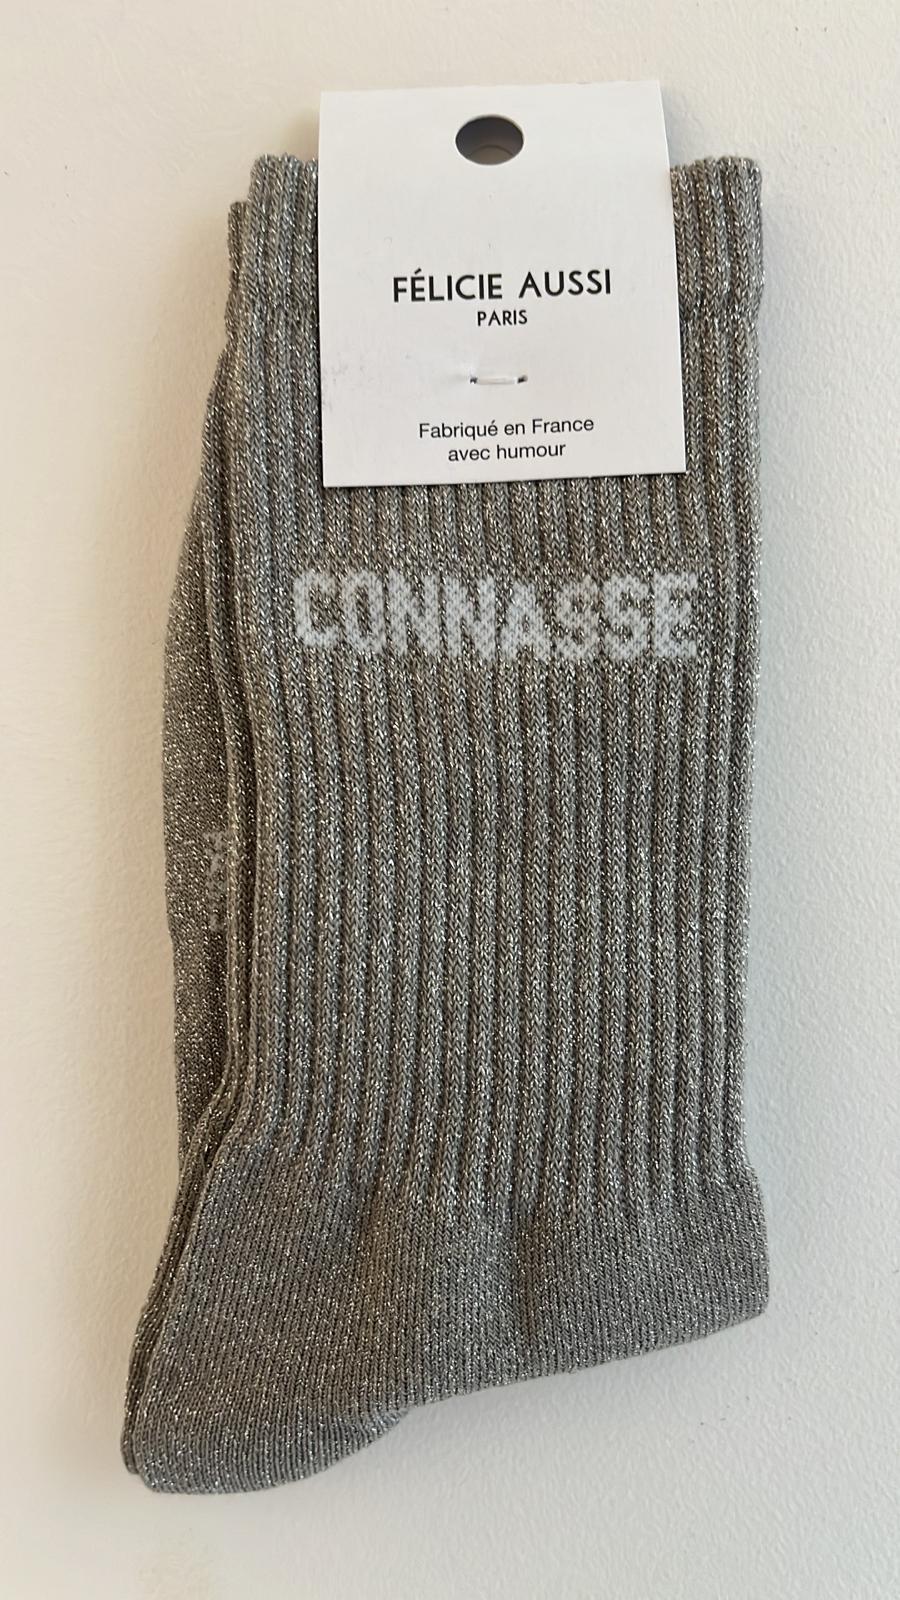 FÉLICIE AUSSI
PARIS
Fabriqué en France
avec humour
CONNASSE